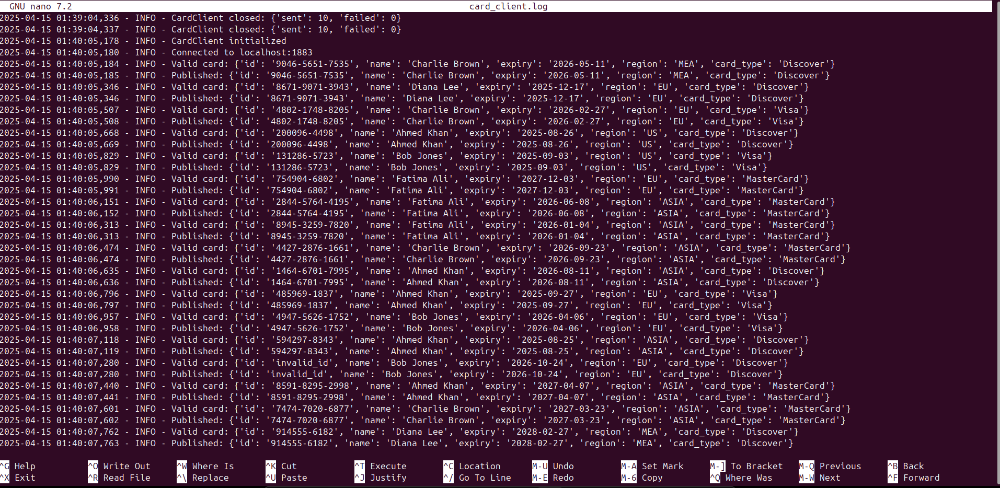 GNU nano 7.2 card_client.log
2025-04-15 01:39:04,336 - INFO - CardClient closed: {'sent': 10, 'failed': 0}
2025-04-15 01:39:04,337 - INFO - CardClient closed: {'sent': 10, 'failed': 0}
2025-04-15 01:40:05,178 - INFO - CardClient initialized
2025-04-15 01:40:05,180 - INFO - Connected to localhost:1883
2025-04-15 01:40:05,184 - INFO - Valid card: {'id': '9046-5651-7535', 'name': 'Charlie Brown', 'expiry': '2026-05-11', 'region': 'MEA', 'card_type': 'Discover'}
2025-04-15 01:40:05,185 - INFO - Published: {'id': '9046-5651-7535', 'name': 'Charlie Brown', 'expiry': '2026-05-11', 'region': 'MEA', 'card_type': 'Discover'}
2025-04-15 01:40:05,346 - INFO - Valid card: {'id': '8671-9071-3943', 'name': 'Diana Lee', 'expiry': '2025-12-17', 'region': 'EU', 'card_type': 'Discover'}
2025-04-15 01:40:05,346 - INFO - Published: {'id': '8671-9071-3943', 'name': 'Diana Lee', 'expiry': '2025-12-17', 'region': 'EU', 'card_type': 'Discover'}
2025-04-15 01:40:05,507 - INFO - Valid card: {'id': '4802-1748-8205', 'name': 'Charlie Brown', 'expiry': '2026-02-27', 'region': 'EU', 'card_type': 'Visa'}
2025-04-15 01:40:05,508 - INFO - Published: {'id': '4802-1748-8205', 'name': 'Charlie Brown', 'expiry': '2026-02-27', 'region': 'EU', 'card_type': 'Visa'}
2025-04-15 01:40:05,668 - INFO - Valid card: {'id': '200096-4498', 'name': 'Ahmed Khan', 'expiry': '2025-08-26', 'region': 'US', 'card_type': 'Discover'}
2025-04-15 01:40:05,669 - INFO - Published: {'id': '200096-4498', 'name': 'Ahmed Khan', 'expiry': '2025-08-26', 'region': 'US', 'card_type': 'Discover'}
2025-04-15 01:40:05,829 - INFO - Valid card: {'id': '131286-5723', 'name': 'Bob Jones', 'expiry': '2025-09-03', 'region': 'US', 'card_type': 'Visa'}
2025-04-15 01:40:05,829 - INFO - Published: {'id': '131286-5723', 'name': 'Bob Jones', 'expiry': '2025-09-03', 'region': 'US', 'card_type': 'Visa'}
2025-04-15 01:40:05,990 - INFO - Valid card: {'id': '754904-6802', 'name': 'Fatima Ali', 'expiry': '2027-12-03', 'region': 'EU', 'card_type': 'MasterCard'}
2025-04-15 01:40:05,991 - INFO - Published: {'id': '754904-6802', 'name': 'Fatima Ali', 'expiry': '2027-12-03', 'region': 'EU', 'card_type': 'MasterCard'}
2025-04-15 01:40:06,151 - INFO - Valid card: {'id': '2844-5764-4195', 'name': 'Fatima Ali', 'expiry': '2026-06-08', 'region': 'ASIA', 'card_type': 'MasterCard'}
2025-04-15 01:40:06,152 - INFO - Published: {'id': '2844-5764-4195', 'name': 'Fatima Ali', 'expiry': '2026-06-08', 'region': 'ASIA', 'card_type': 'MasterCard'}
2025-04-15 01:40:06,313 - INFO - Valid card: {'id': '8945-3259-7820', 'name': 'Fatima Ali', 'expiry': '2026-01-04', 'region': 'ASIA', 'card_type': 'MasterCard'}
2025-04-15 01:40:06,313 - INFO - Published: {'id': '8945-3259-7820', 'name': 'Fatima Ali', 'expiry': '2026-01-04', 'region': 'ASIA', 'card_type': 'MasterCard'}
2025-04-15 01:40:06,474 - INFO - Valid card: {'id': '4427-2876-1661', 'name': 'Charlie Brown', 'expiry': '2026-09-23', 'region': 'ASIA', 'card_type': 'MasterCard'}
2025-04-15 01:40:06,474 - INFO - Published: {'id': '4427-2876-1661', 'name': 'Charlie Brown', 'expiry': '2026-09-23', 'region': 'ASIA', 'card_type': 'MasterCard'}
2025-04-15 01:40:06,635 - INFO - Valid card: {'id': '1464-6701-7995', 'name': 'Ahmed Khan', 'expiry': '2026-08-11', 'region': 'ASIA', 'card_type': 'Discover'}
2025-04-15 01:40:06,636 - INFO - Published: {'id': '1464-6701-7995', 'name': 'Ahmed Khan', 'expiry': '2026-08-11', 'region': 'ASIA', 'card_type': 'Discover'}
2025-04-15 01:40:06,796 - INFO - Valid card: {'id': '485969-1837', 'name': 'Ahmed Khan', 'expiry': '2025-09-27', 'region': 'EU', 'card_type': 'Visa'}
2025-04-15 01:40:06,797 - INFO - Published: {'id': '485969-1837', 'name': 'Ahmed Khan', 'expiry': '2025-09-27', 'region': 'EU', 'card_type': 'Visa'}
2025-04-15 01:40:06,957 - INFO - Valid card: {'id': '4947-5626-1752', 'name': 'Bob Jones', 'expiry': '2026-04-06', 'region': 'EU', 'card_type': 'Visa'}
2025-04-15 01:40:06,958 - INFO - Published: {'id': '4947-5626-1752', 'name': 'Bob Jones', 'expiry': '2026-04-06', 'region': 'EU', 'card_type': 'Visa'}
2025-04-15 01:40:07,118 - INFO - Valid card: {'id': '594297-8343', 'name': 'Ahmed Khan', 'expiry': '2025-08-25', 'region': 'ASIA', 'card_type': 'Discover'}
2025-04-15 01:40:07,119 - INFO - Published: {'id': '594297-8343', 'name': 'Ahmed Khan', 'expiry': '2025-08-25', 'region': 'ASIA', 'card_type': 'Discover'}
2025-04-15 01:40:07,280 - INFO - Valid card: {'id': 'invalid_id', 'name': 'Bob Jones', 'expiry': '2026-10-24', 'region': 'EU', 'card_type': 'Discover'}
2025-04-15 01:40:07,280 - INFO - Published: {'id': 'invalid_id', 'name': 'Bob Jones', 'expiry': '2026-10-24', 'region': 'EU', 'card_type': 'Discover'}
2025-04-15 01:40:07,440 - INFO - Valid card: {'id': '8591-8295-2998', 'name': 'Ahmed Khan', 'expiry': '2027-04-07', 'region': 'ASIA', 'card_type': 'MasterCard'}
2025-04-15 01:40:07,441 - INFO - Published: {'id': '8591-8295-2998', 'name': 'Ahmed Khan', 'expiry': '2027-04-07', 'region': 'ASIA', 'card_type': 'MasterCard'}
2025-04-15 01:40:07,601 - INFO - Valid card: {'id': '7474-7020-6877', 'name': 'Charlie Brown', 'expiry': '2027-03-23', 'region': 'ASIA', 'card_type': 'MasterCard'}
2025-04-15 01:40:07,602 - INFO - Published: {'id': '7474-7020-6877', 'name': 'Charlie Brown', 'expiry': '2027-03-23', 'region': 'ASIA', 'card_type': 'MasterCard'}
2025-04-15 01:40:07,762 - INFO - Valid card: {'id': '914555-6182', 'name': 'Diana Lee', 'expiry': '2028-02-27', 'region': 'MEA', 'card_type': 'Discover'}
2025-04-15 01:40:07,763 - INFO - Published: {'id': '914555-6182', 'name': 'Diana Lee', 'expiry': '2028-02-27', 'region': 'MEA', 'card_type': 'Discover'}
^G Help ^O Write Out ^W Where Is ^K Cut ^T Execute ^C Location M-U Undo M-A Set Mark M-] To Bracket M-Q Previous ^B Back
^X Exit ^R Read File ^\ Replace ^U Paste ^J Justify ^/ Go To Line M-E Redo M-6 Copy ^Q Where Was M-W Next ^F Forward